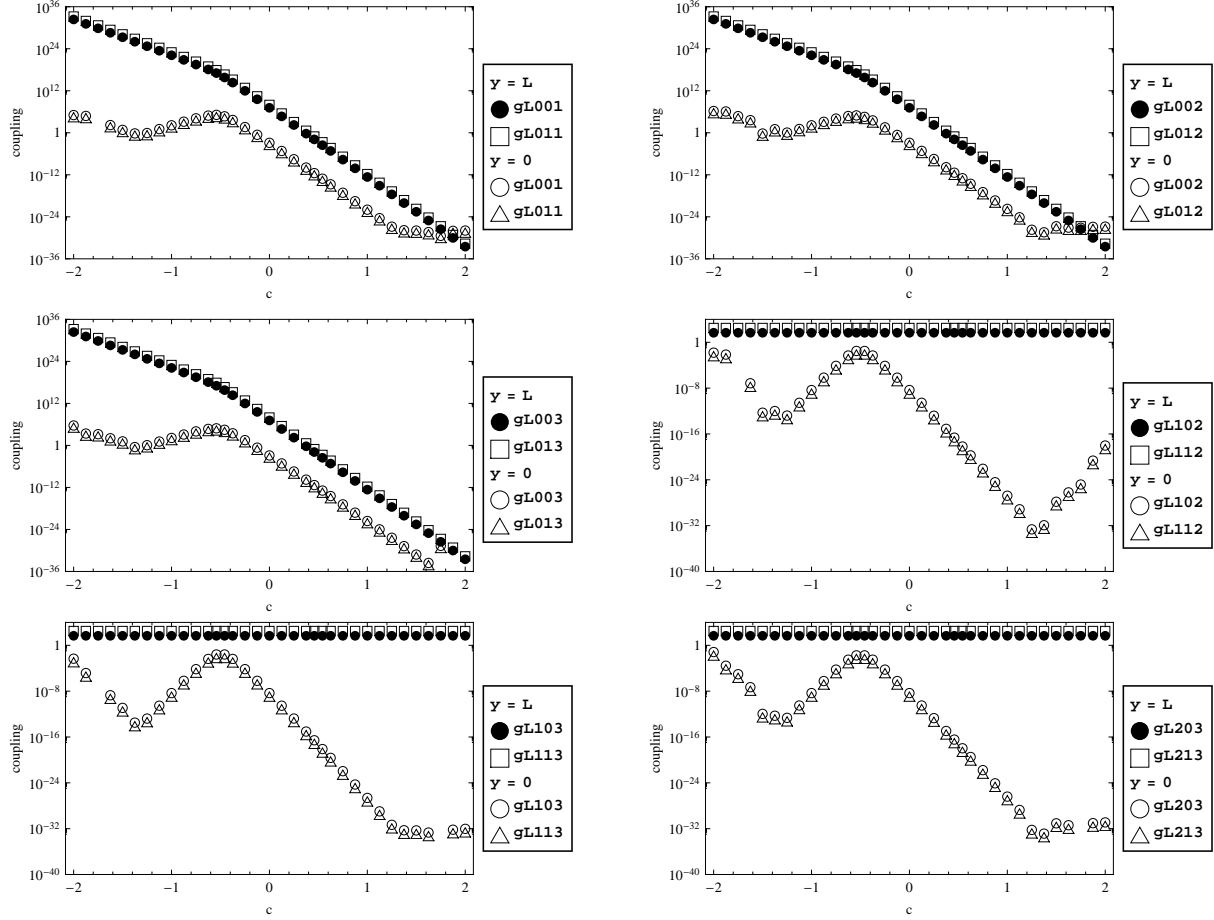 10^36
10^24
10^12
1
10^-12
10^-24
10^-36
coupling
-2 -1 0 1 2
c
y = L
gL001
gL011
y = 0
gL001
gL011
10^36
10^24
10^12
1
10^-12
10^-24
10^-36
coupling
-2 -1 0 1 2
c
y = L
gL002
gL012
y = 0
gL002
gL012
10^36
10^24
10^12
1
10^-12
10^-24
10^-36
coupling
-2 -1 0 1 2
c
y = L
gL003
gL013
y = 0
gL003
gL013
1
10^-8
10^-16
10^-24
10^-32
10^-40
coupling
-2 -1 0 1 2
c
y = L
gL102
gL112
y = 0
gL102
gL112
1
10^-8
10^-16
10^-24
10^-32
10^-40
coupling
-2 -1 0 1 2
c
y = L
gL103
gL113
y = 0
gL103
gL113
1
10^-8
10^-16
10^-24
10^-32
10^-40
coupling
-2 -1 0 1 2
c
y = L
gL203
gL213
y = 0
gL203
gL213